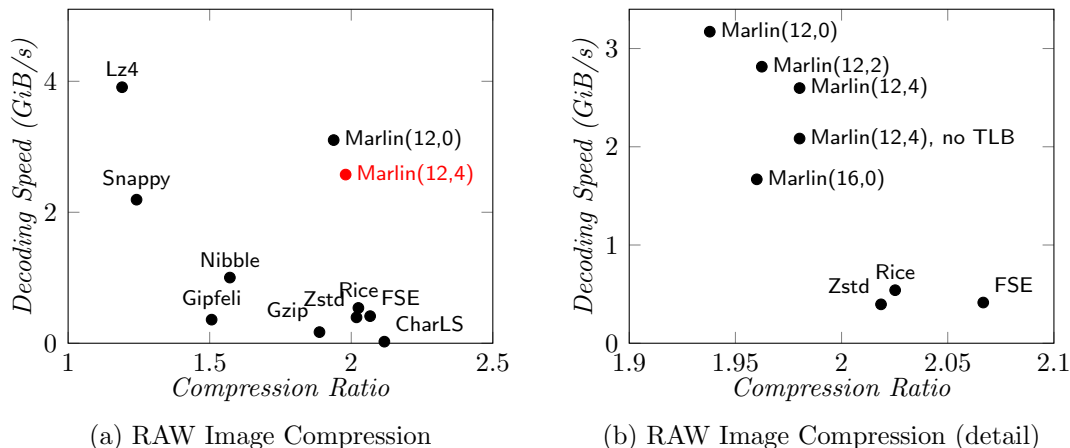 Decoding Speed (GiB/s)
4
2
0
Lz4
Snappy
Marlin(12,0)
Marlin(12,4)
Nibble
Gipfeli
Gzip
Zstd
Rice
FSE
CharLS
1
1.5
2
2.5
Compression Ratio
(a) RAW Image Compression
Decoding Speed (GiB/s)
3
2
1
0
Marlin(12,0)
Marlin(12,2)
Marlin(12,4)
Marlin(12,4), no TLB
Marlin(16,0)
Zstd
Rice
FSE
1.9
1.95
2
2.05
2.1
Compression Ratio
(b) RAW Image Compression (detail)